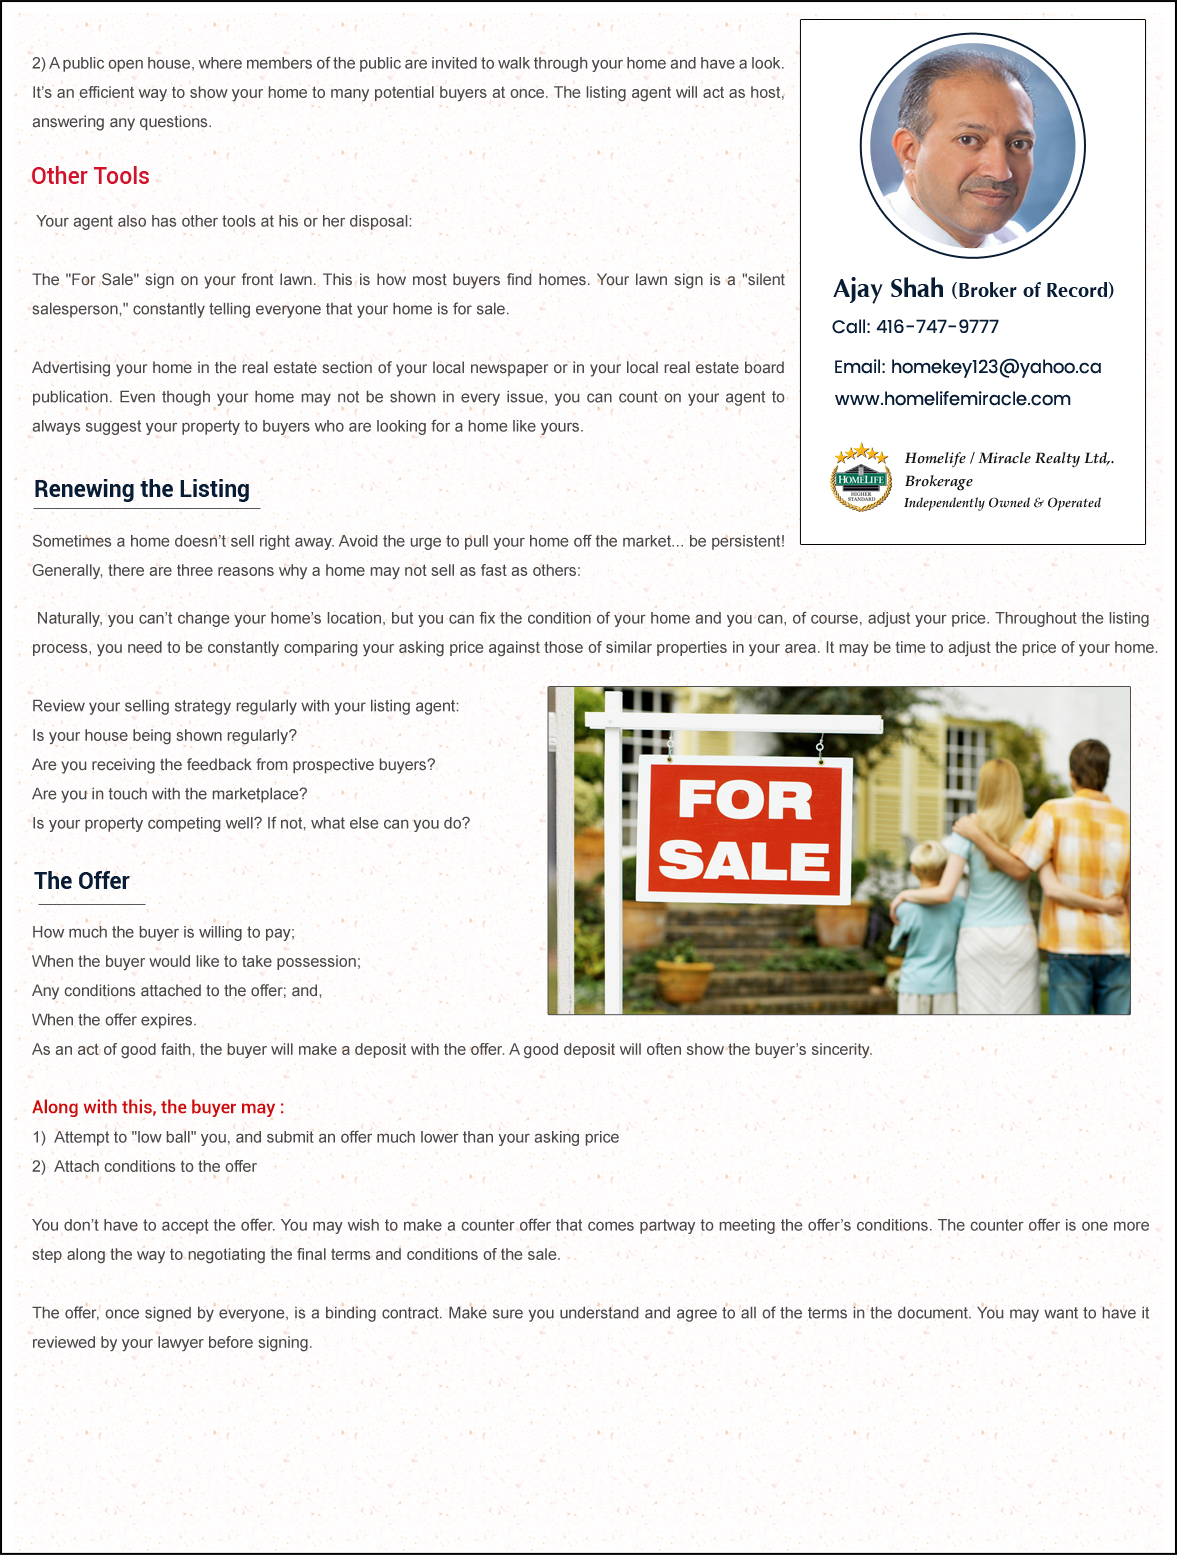 2) A public open house, where members of the public are invited to walk through your home and have a look.
It’s an efficient way to show your home to many potential buyers at once. The listing agent will act as host,
answering any questions.
Other Tools
Your agent also has other tools at his or her disposal:
The "For Sale" sign on your front lawn. This is how most buyers find homes. Your lawn sign is a "silent
salesperson," constantly telling everyone that your home is for sale.
Advertising your home in the real estate section of your local newspaper or in your local real estate board
publication. Even though your home may not be shown in every issue, you can count on your agent to
always suggest your property to buyers who are looking for a home like yours.
Ajay Shah (Broker of Record)
Call: 416-747-9777
Email: homekey123@yahoo.ca
www.homelifemiracle.com
HOMELIFE
HIGHER
STANDARD
Homelife / Miracle Realty Ltd,.
Brokerage
Independently Owned & Operated
Renewing the Listing
Sometimes a home doesn’t sell right away. Avoid the urge to pull your home off the market... be persistent!
Generally, there are three reasons why a home may not sell as fast as others:
Naturally, you can’t change your home’s location, but you can fix the condition of your home and you can, of course, adjust your price. Throughout the listing
process, you need to be constantly comparing your asking price against those of similar properties in your area. It may be time to adjust the price of your home.
Review your selling strategy regularly with your listing agent:
Is your house being shown regularly?
Are you receiving the feedback from prospective buyers?
Are you in touch with the marketplace?
Is your property competing well? If not, what else can you do?
FOR
SALE
The Offer
How much the buyer is willing to pay;
When the buyer would like to take possession;
Any conditions attached to the offer; and,
When the offer expires.
As an act of good faith, the buyer will make a deposit with the offer. A good deposit will often show the buyer’s sincerity.
Along with this, the buyer may :
1) Attempt to "low ball" you, and submit an offer much lower than your asking price
2) Attach conditions to the offer
You don’t have to accept the offer. You may wish to make a counter offer that comes partway to meeting the offer’s conditions. The counter offer is one more
step along the way to negotiating the final terms and conditions of the sale.
The offer, once signed by everyone, is a binding contract. Make sure you understand and agree to all of the terms in the document. You may want to have it
reviewed by your lawyer before signing.